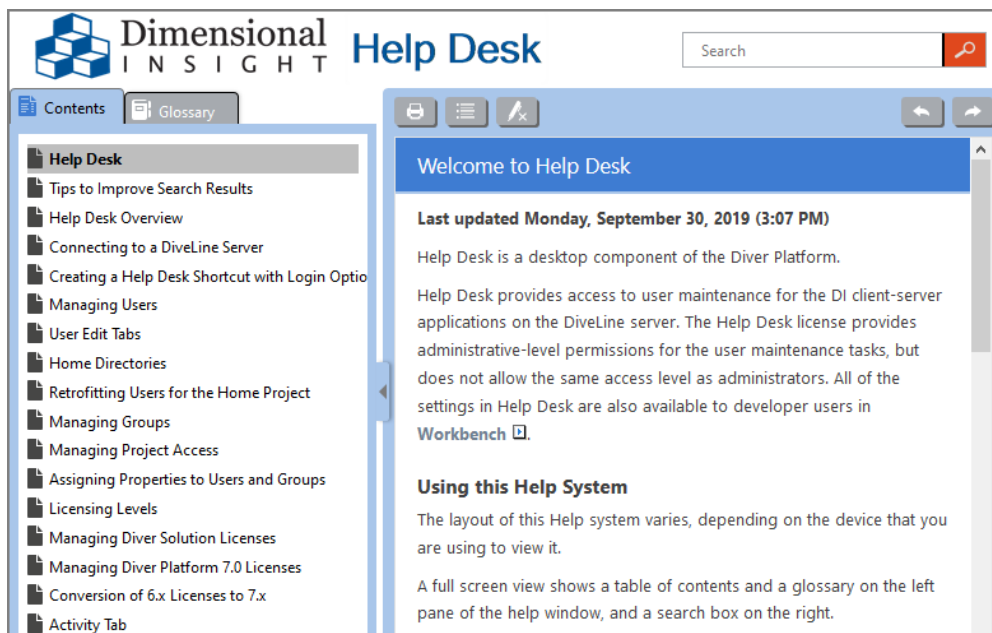 Dimensional
INSIGHT
Help Desk
Search
Contents
Glossary
Help Desk
Tips to Improve Search Results
Help Desk Overview
Connecting to a DiveLine Server
Creating a Help Desk Shortcut with Login Optio
Managing Users
User Edit Tabs
Home Directories
Retrofitting Users for the Home Project
Managing Groups
Managing Project Access
Assigning Properties to Users and Groups
Licensing Levels
Managing Diver Solution Licenses
Managing Diver Platform 7.0 Licenses
Conversion of 6.x Licenses to 7.x
Activity Tab
Welcome to Help Desk
Last updated Monday, September 30, 2019 (3:07 PM)
Help Desk is a desktop component of the Diver Platform.
Help Desk provides access to user maintenance for the DI client-server
applications on the DiveLine server. The Help Desk license provides
administrative-level permissions for the user maintenance tasks, but
does not allow the same access level as administrators. All of the
settings in Help Desk are also available to developer users in
Workbench.
Using this Help System
The layout of this Help system varies, depending on the device that you
are using to view it.
A full screen view shows a table of contents and a glossary on the left
pane of the help window, and a search box on the right.